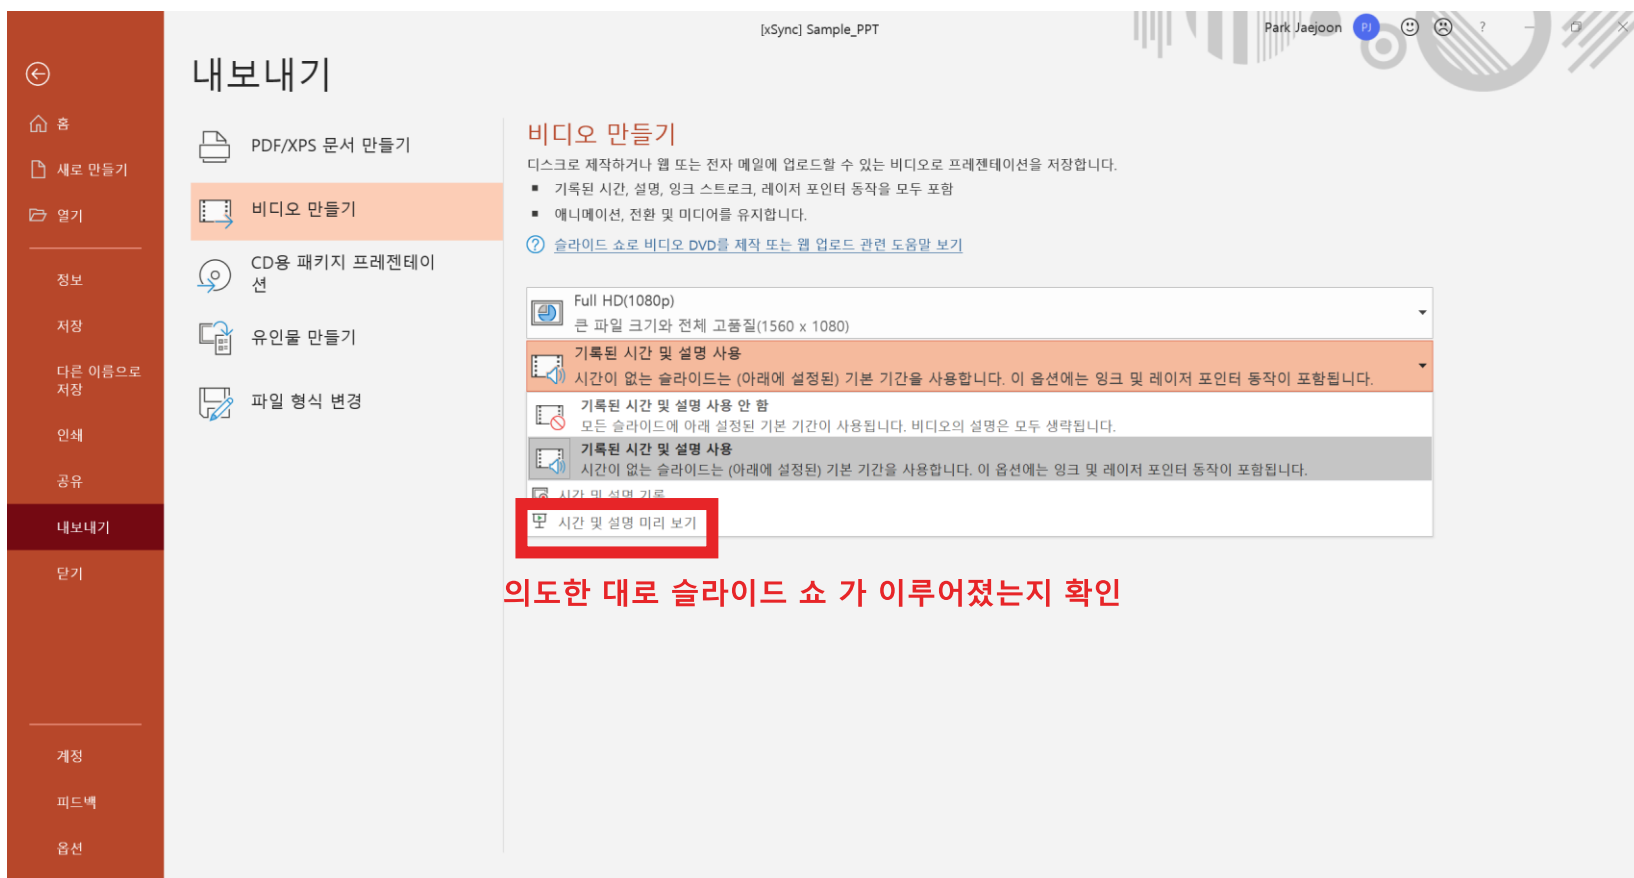 [xSync] Sample_PPT
Park Jaejoon
PJ
?
내보내기
홈
새로 만들기
열기
정보
저장
다른 이름으로
저장
인쇄
공유
내보내기
닫기
계정
피드백
옵션
PDF/XPS 문서 만들기
비디오 만들기
CD용 패키지 프레젠테이
션
유인물 만들기
파일 형식 변경
비디오 만들기
디스크로 제작하거나 웹 또는 전자 메일에 업로드할 수 있는 비디오로 프레젠테이션을 저장합니다.
■ 기록된 시간, 설명, 잉크 스트로크, 레이저 포인터 동작을 모두 포함
■ 애니메이션, 전환 및 미디어를 유지합니다.
? 슬라이드 쇼로 비디오 DVD를 제작 또는 웹 업로드 관련 도움말 보기
Full HD(1080p)
큰 파일 크기와 전체 고품질(1560 x 1080)
기록된 시간 및 설명 사용
시간이 없는 슬라이드는 (아래에 설정된) 기본 기간을 사용합니다. 이 옵션에는 잉크 및 레이저 포인터 동작이 포함됩니다.
기록된 시간 및 설명 사용 안 함
모든 슬라이드에 아래 설정된 기본 기간이 사용됩니다. 비디오의 설명은 모두 생략됩니다.
기록된 시간 및 설명 사용
시간이 없는 슬라이드는 (아래에 설정된) 기본 기간을 사용합니다. 이 옵션에는 잉크 및 레이저 포인터 동작이 포함됩니다.
시간 및 설명 기록
시간 및 설명 미리 보기
의도한 대로 슬라이드 쇼 가 이루어졌는지 확인